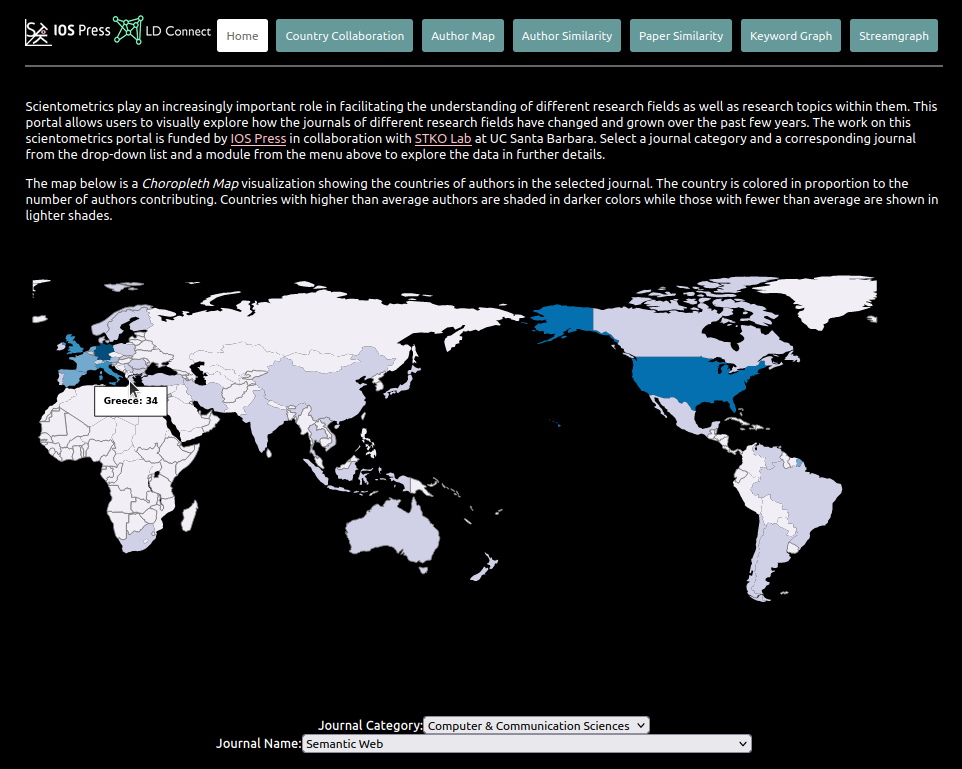 IOS Press LD Connect Home Country Collaboration Author Map Author Similarity Paper Similarity Keyword Graph Streamgraph
Scientometrics play an increasingly important role in facilitating the understanding of different research fields as well as research topics within them. This
portal allows users to visually explore how the journals of different research fields have changed and grown over the past few years. The work on this
scientometrics portal is funded by IOS Press in collaboration with STKO Lab at UC Santa Barbara. Select a journal category and a corresponding journal
from the drop-down list and a module from the menu above to explore the data in further details.
The map below is a Choropleth Map visualization showing the countries of authors in the selected journal. The country is colored in proportion to the
number of authors contributing. Countries with higher than average authors are shaded in darker colors while those with fewer than average are shown in
lighter shades.
Greece: 34
Journal Category: Computer & Communication Sciences
Journal Name: Semantic Web